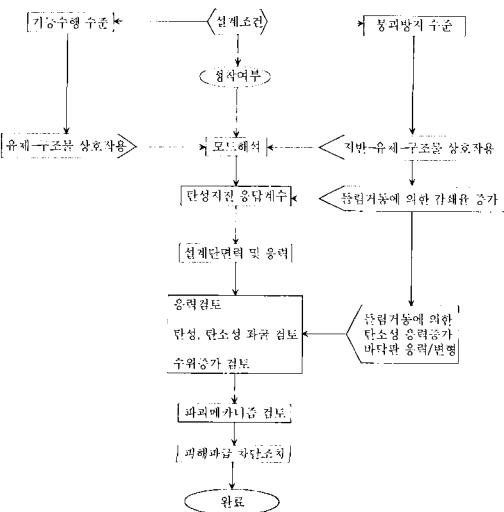 기능수행 수준
설계조건
붕괴방지 수준
정착여부
유체-구조물 상호작용
모드해석
지반-유체-구조물 상호작용
탄성지진 응답계수
들림거동에 의한 감쇄율 증가
설계단면력 및 응력
응력검토
탄성, 탄소성 좌굴 검토
수위증가 검토
들림거동에 의한
탄소성 응력증가
바닥판 응력/변형
파괴메카니즘 검토
피해파급 차단조치
완료